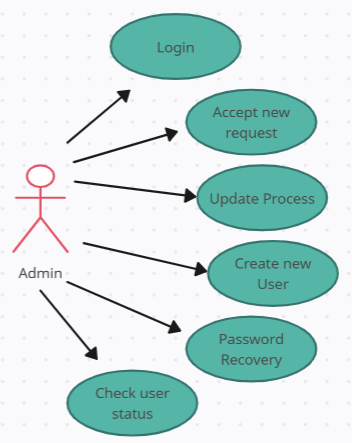 Login
Accept new
request
Update Process
Create new
User
Admin
Password
Recovery
Check user
status